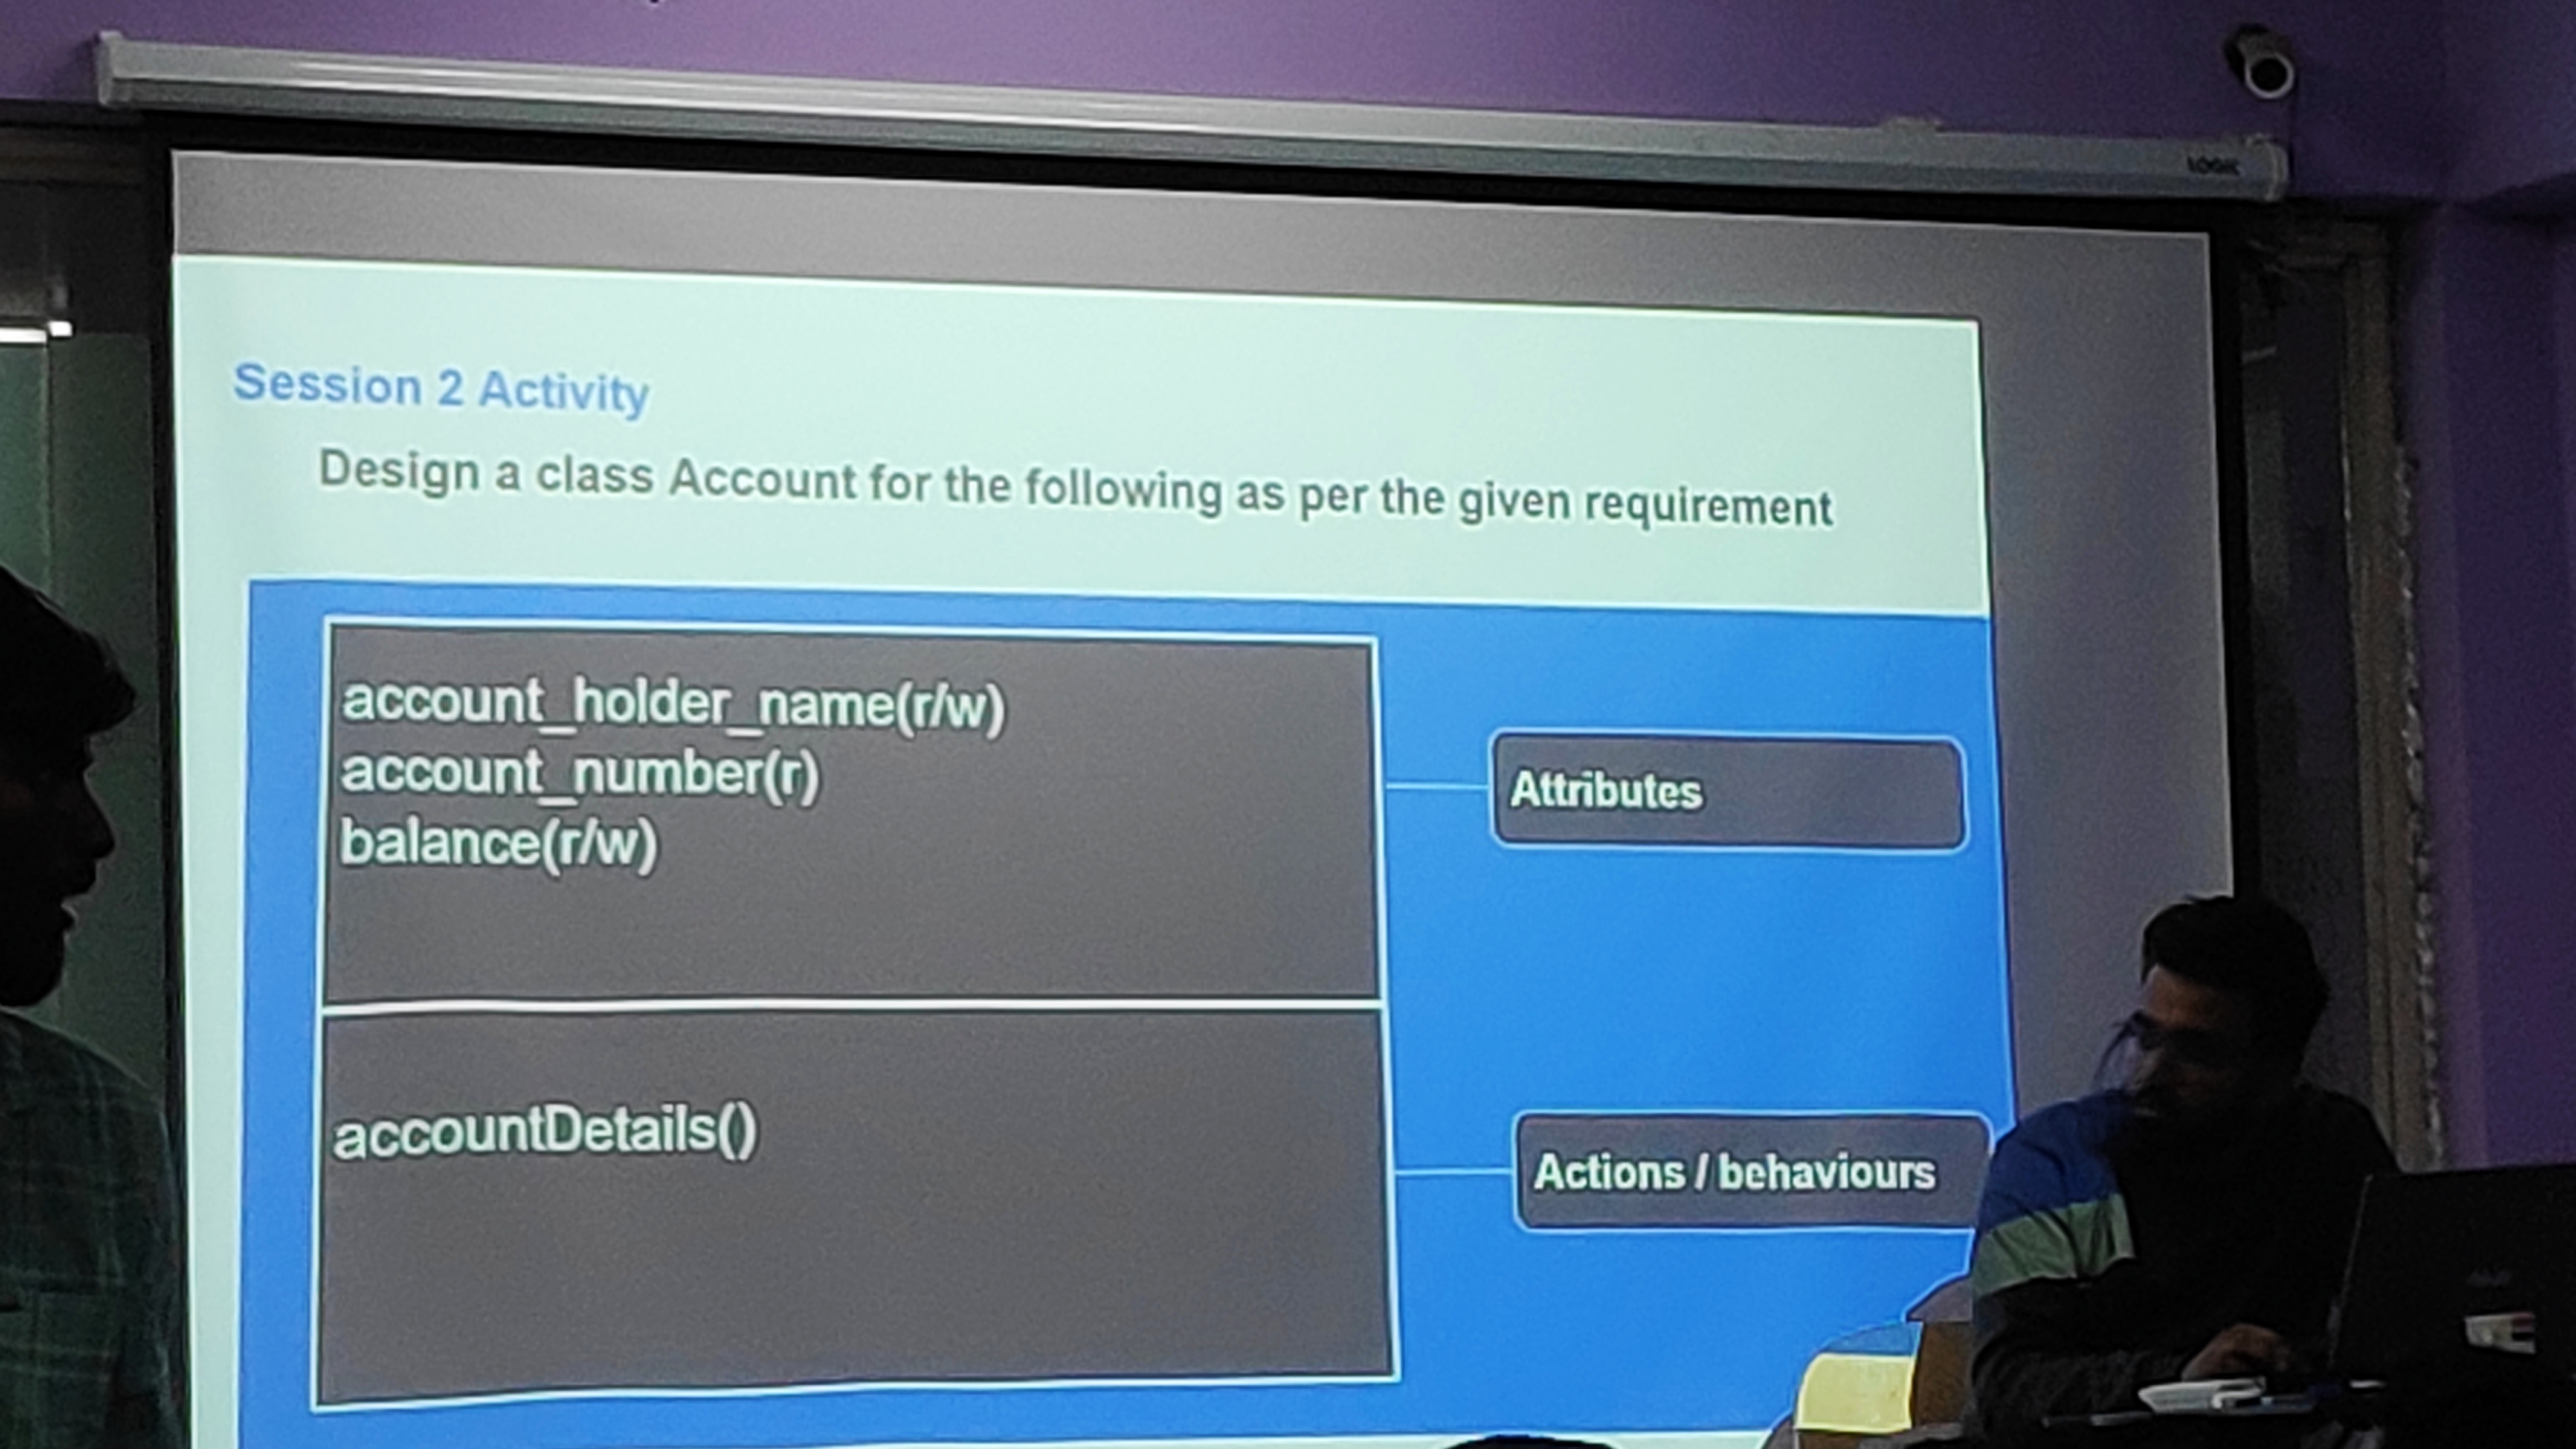 LOGIC
Session 2 Activity
Design a class Account for the following as per the given requirement
account_holder_name(r/w)
account_number(r)
balance(r/w)
Attributes
accountDetails()
Actions / behaviours